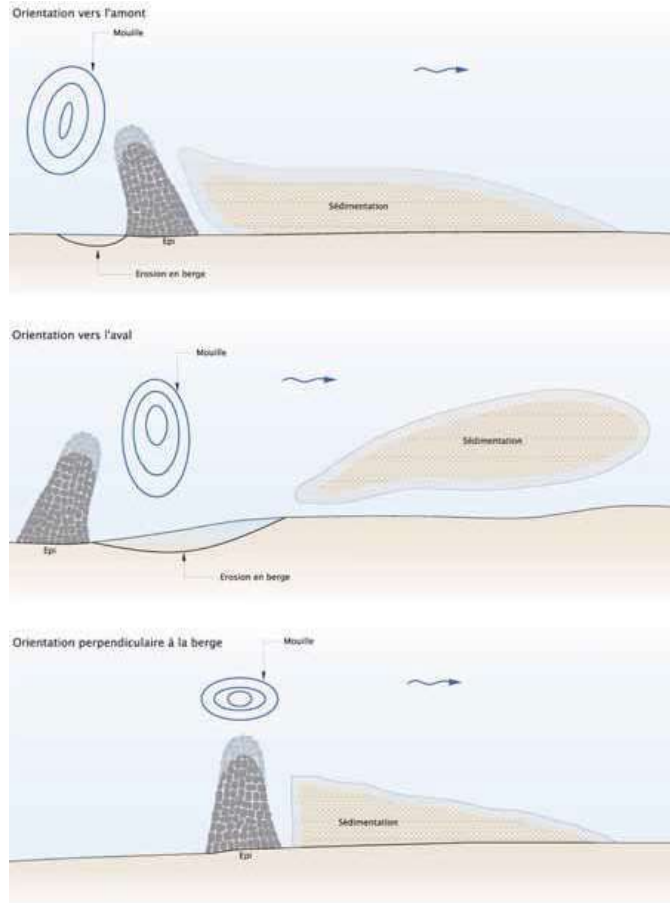 Orientation vers l'amont
Mouille
Sédimentation
Epi
Erosion en berge
Orientation vers l'aval
Mouille
Sédimentation
Epi
Erosion en berge
Orientation perpendiculaire à la berge
Mouille
Sédimentation
Epi